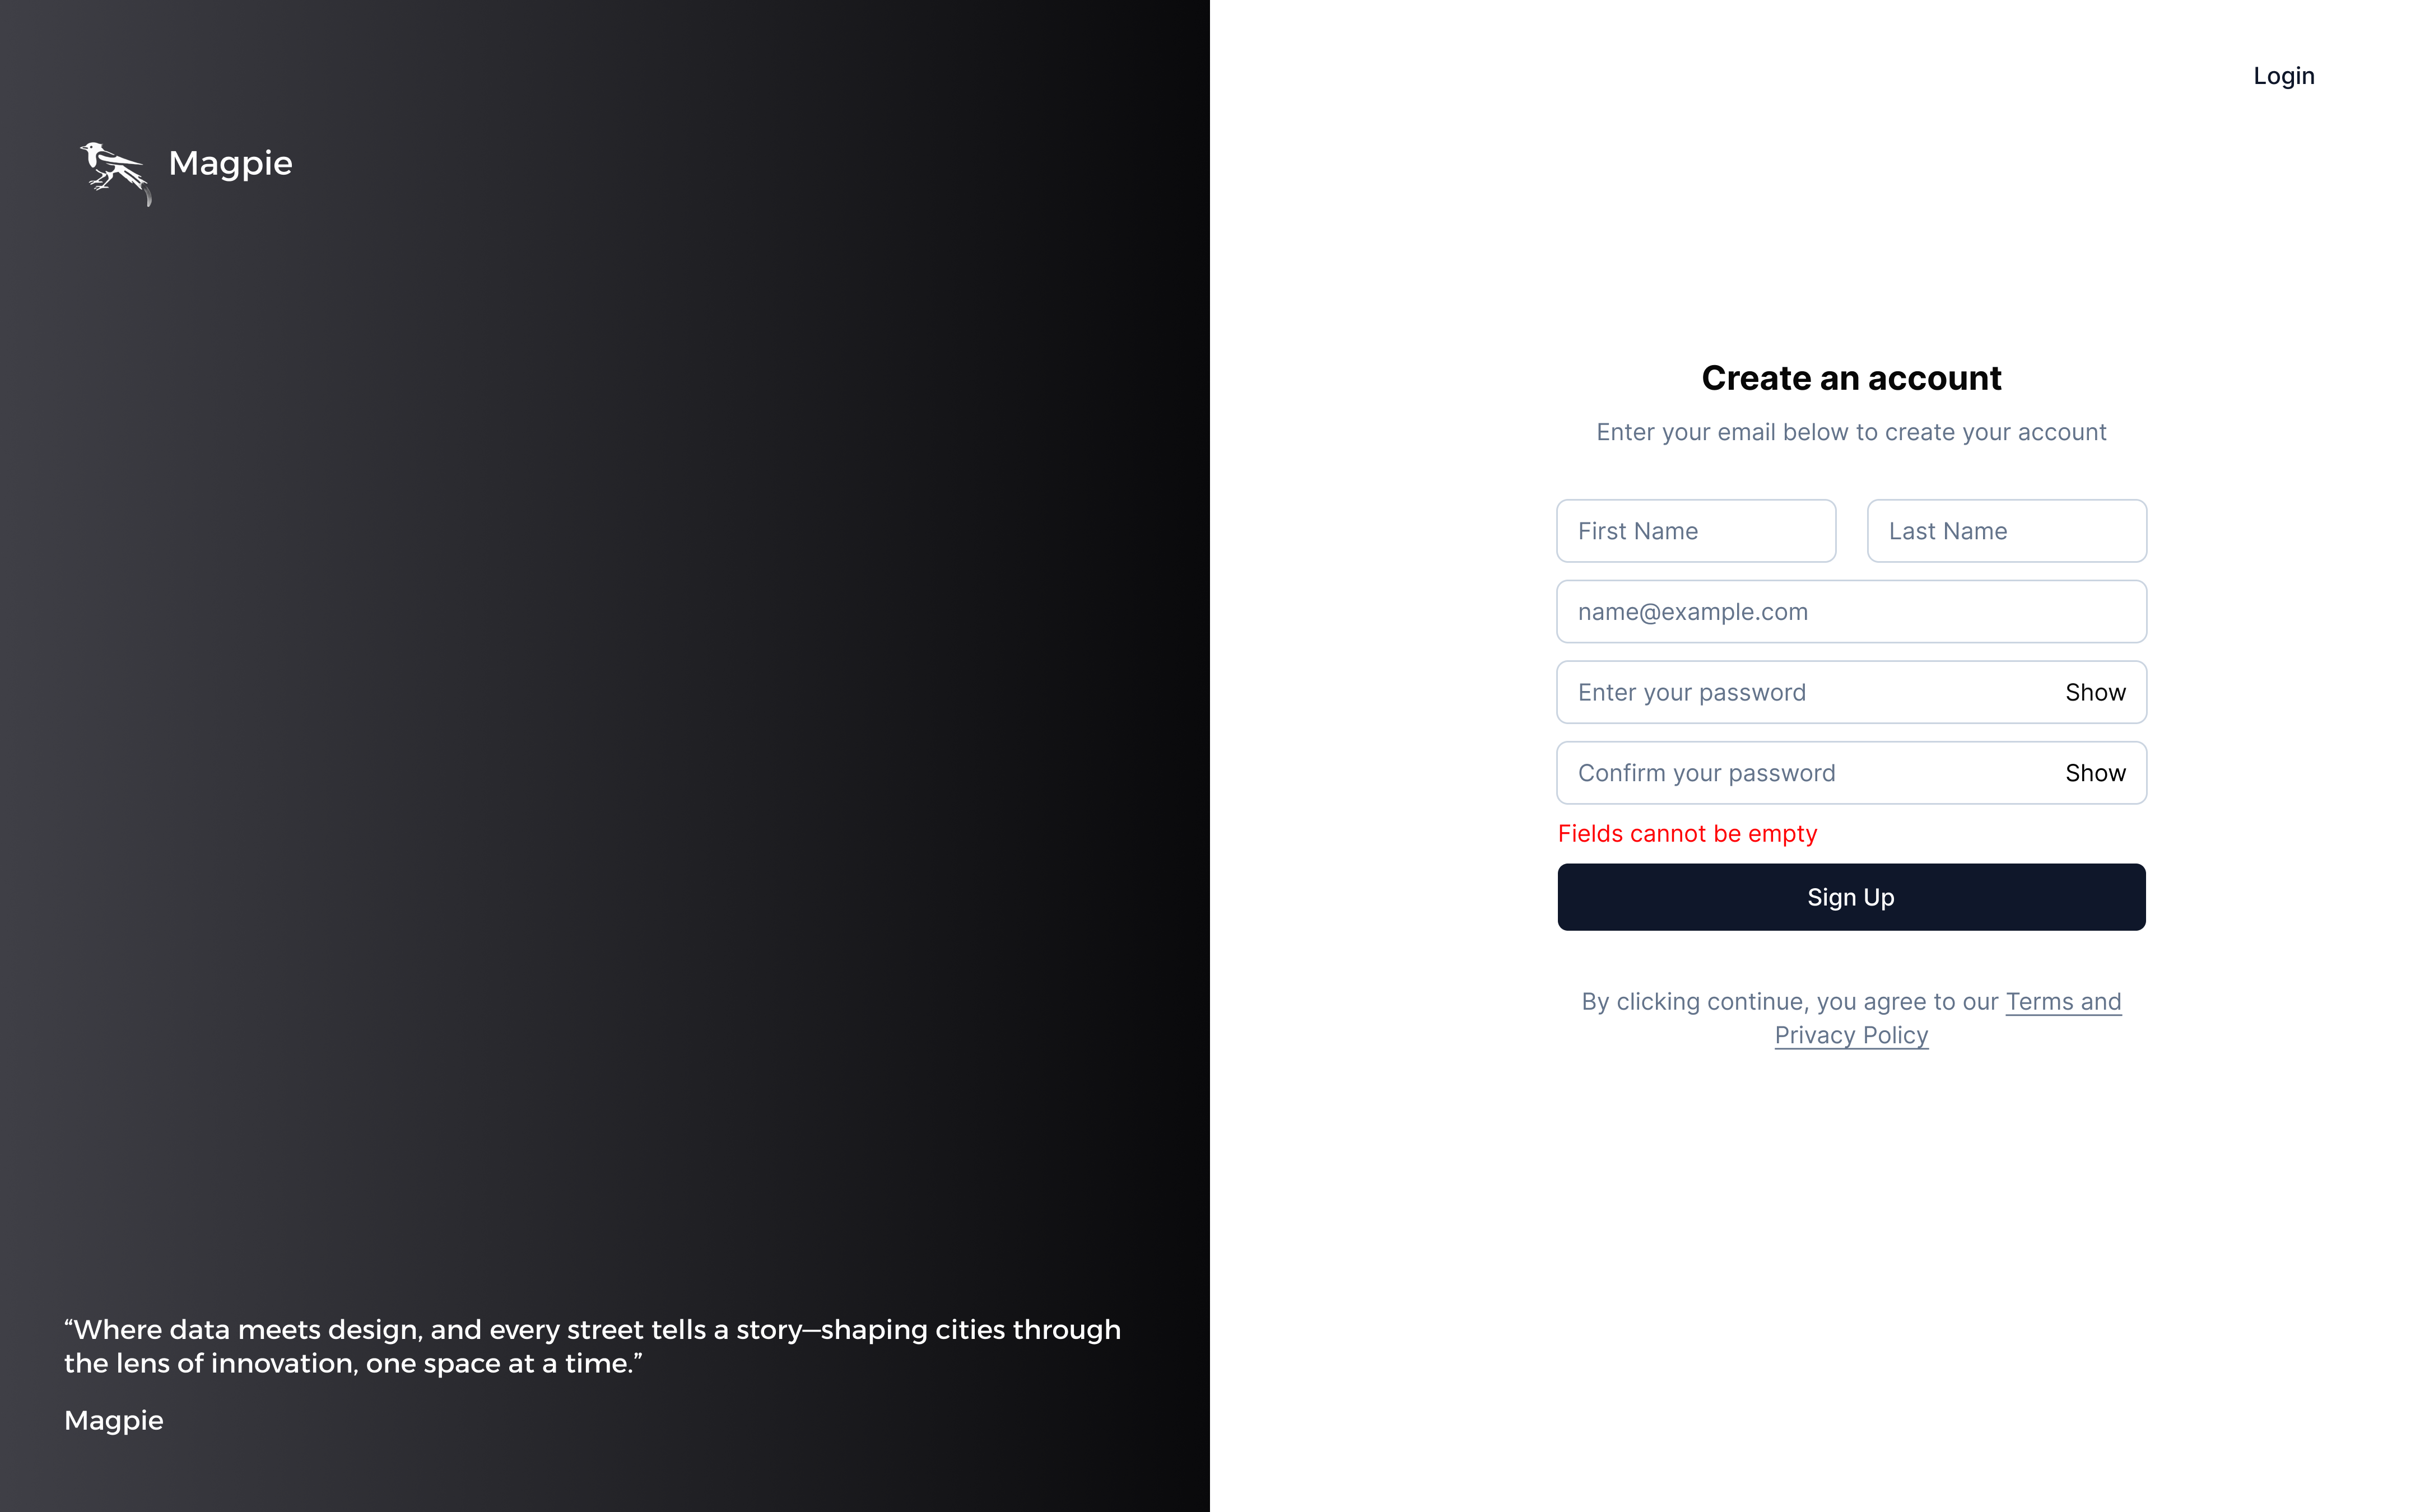 Login
Magpie
Create an account
Enter your email below to create your account
First Name
Last Name
name@example.com
Enter your password
Show
Confirm your password
Show
Fields cannot be empty
Sign Up
By clicking continue, you agree to our Terms and
Privacy Policy
“Where data meets design, and every street tells a story—shaping cities through
the lens of innovation, one space at a time.”
Magpie